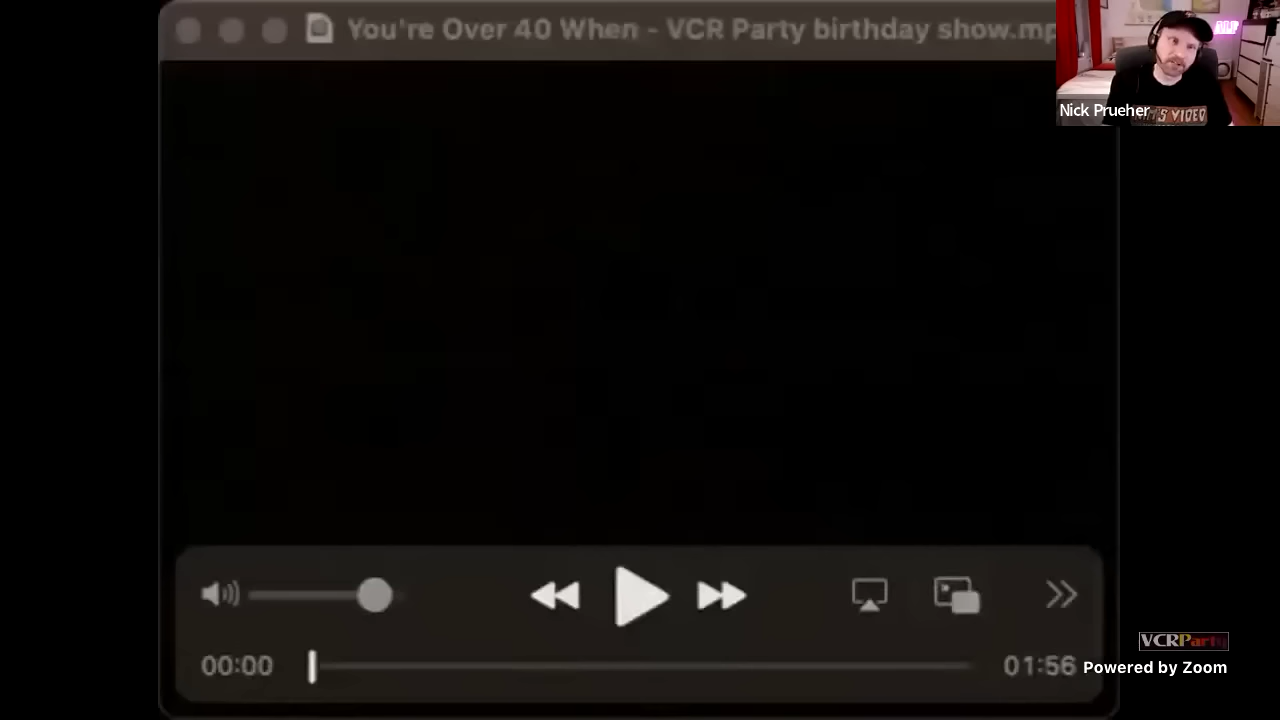 You're Over 40 When - VCR Party birthday show.mp
Nick Prueher
VIDEO
00:00
01:56
VCRParty
Powered by Zoom